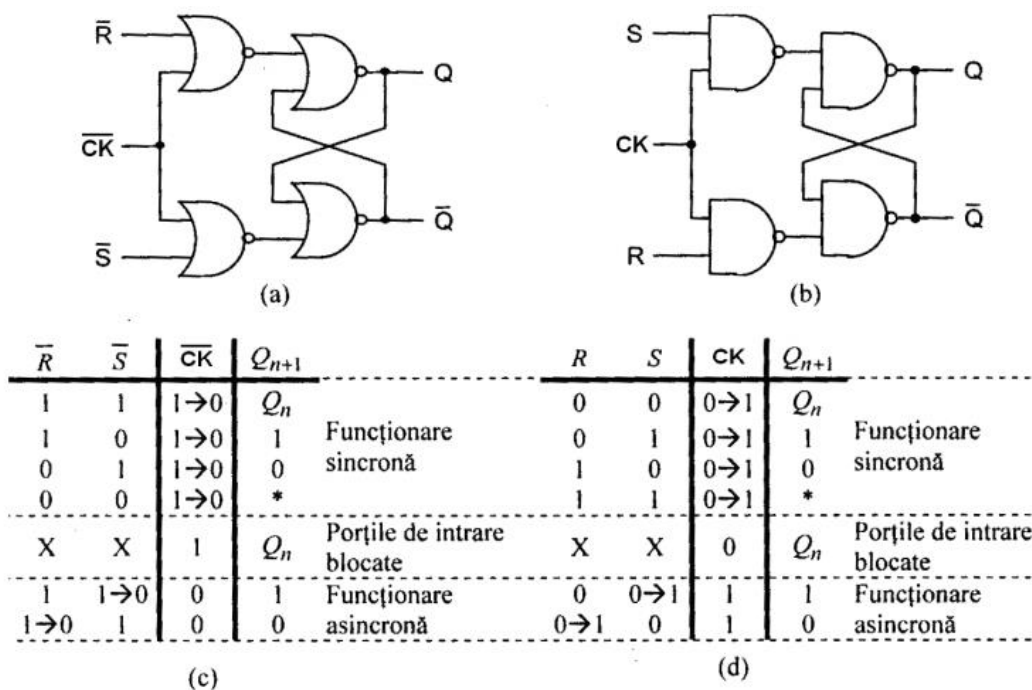 R̅
Q
C̅K̅
Q̅
S̅
(a)
S
Q
CK
Q̅
R
(b)
R̅ S̅ C̅K̅ Qn+1
1 1 1→0 Qn
1 0 1→0 1 Funcționare
0 1 1→0 0 sincronă
0 0 1→0 *
X X 1 Qn Porțile de intrare
blocate
1 1→0 0 1 Funcționare
1→0 1 0 0 asincronă
(c)
R S CK Qn+1
0 0 0→1 Qn
0 1 0→1 1 Funcționare
1 0 0→1 0 sincronă
1 1 0→1 *
X X 0 Qn Porțile de intrare
blocate
0 0→1 1 1 Funcționare
0→1 0 1 0 asincronă
(d)